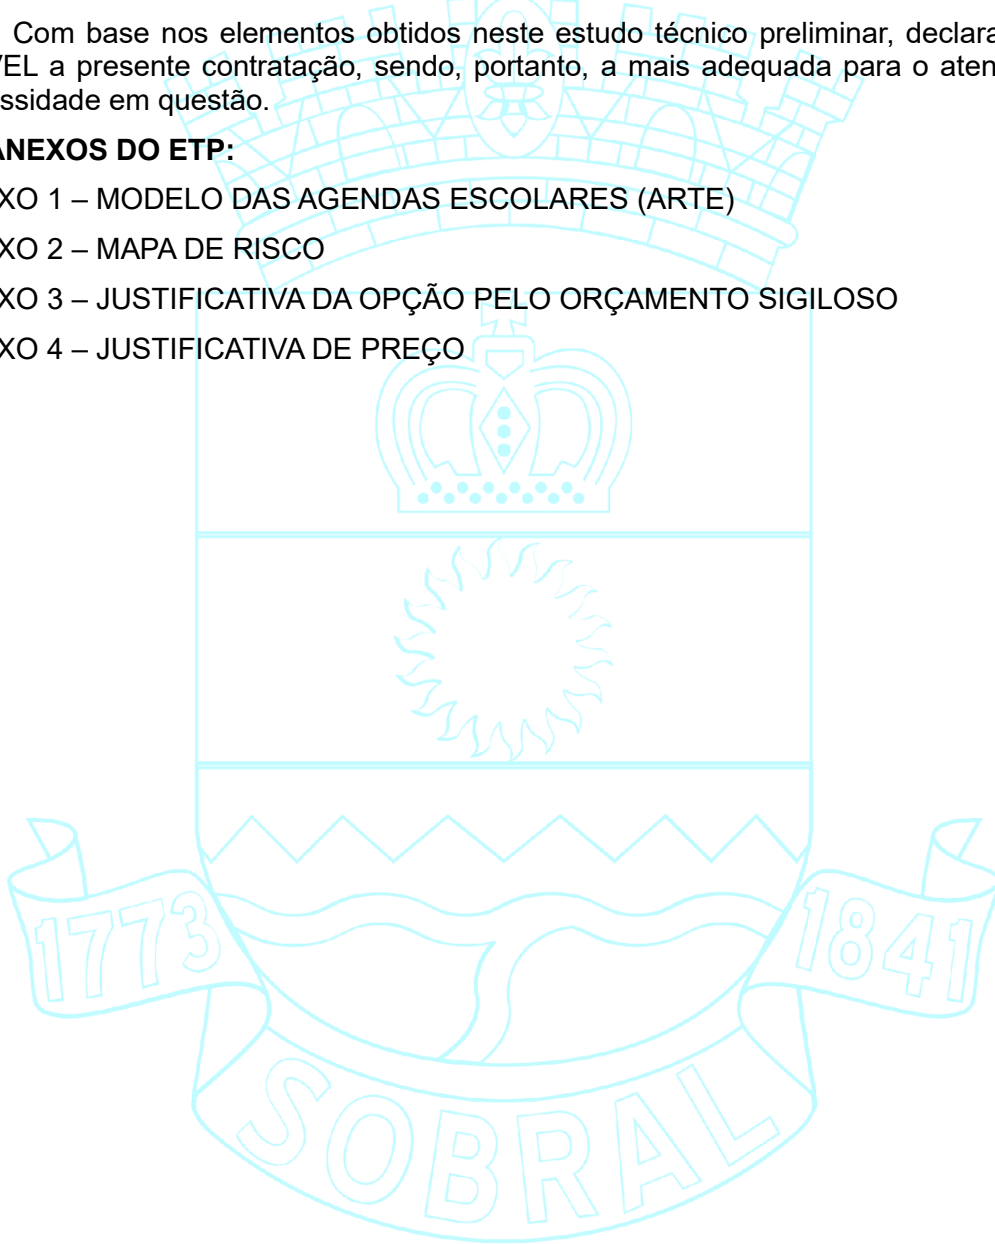 Com base nos elementos obtidos neste estudo técnico preliminar, declara
VEL a presente contratação, sendo, portanto, a mais adequada para o aten
ssidade em questão.
ANEXOS DO ETP:
XO 1 – MODELO DAS AGENDAS ESCOLARES (ARTE)
XO 2 – MAPA DE RISCO
XO 3 – JUSTIFICATIVA DA OPÇÃO PELO ORÇAMENTO SIGILOSO
XO 4 – JUSTIFICATIVA DE PREÇO
1773
1841
SOBRAL